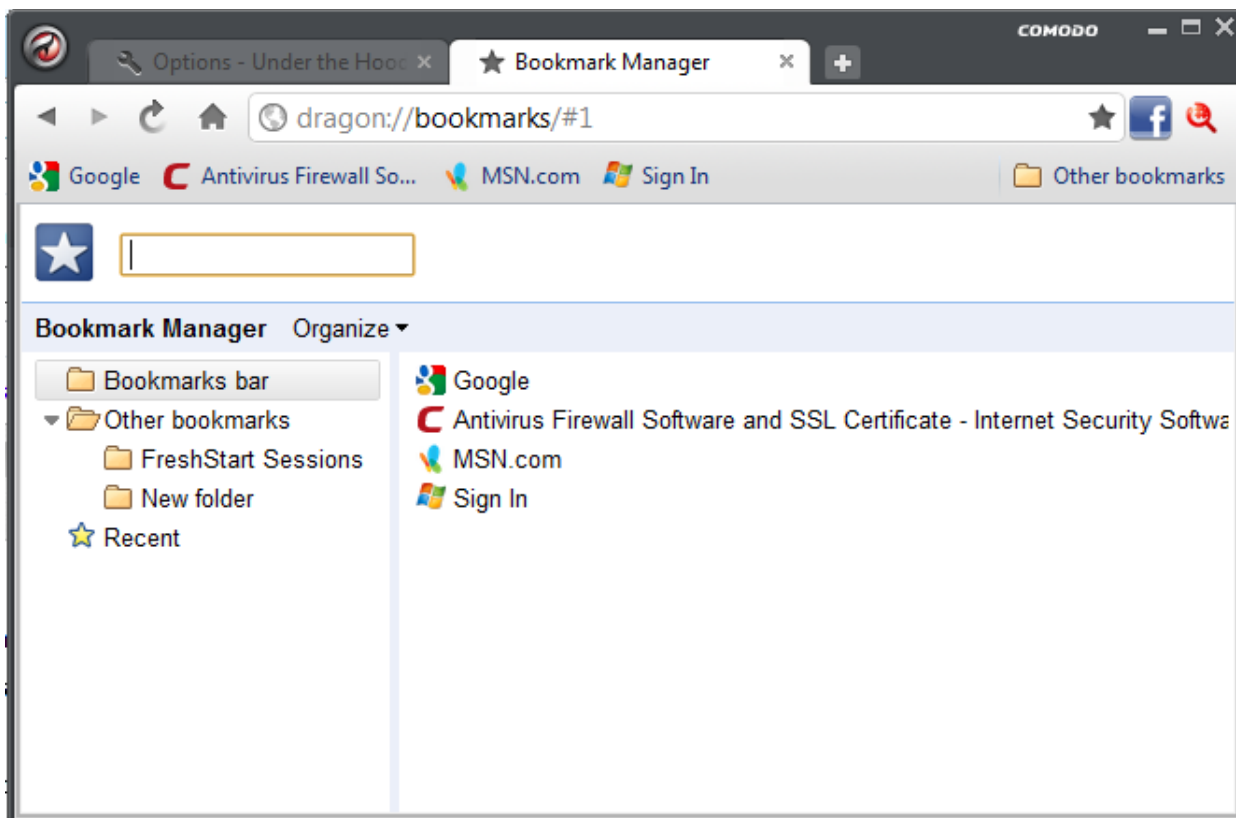 COMODO
Options - Under the Hood
Bookmark Manager
dragon://bookmarks/#1
Google
Antivirus Firewall So...
MSN.com
Sign In
Other bookmarks
Bookmark Manager
Organize
Bookmarks bar
Other bookmarks
FreshStart Sessions
New folder
Recent
Google
Antivirus Firewall Software and SSL Certificate - Internet Security Softwa
MSN.com
Sign In